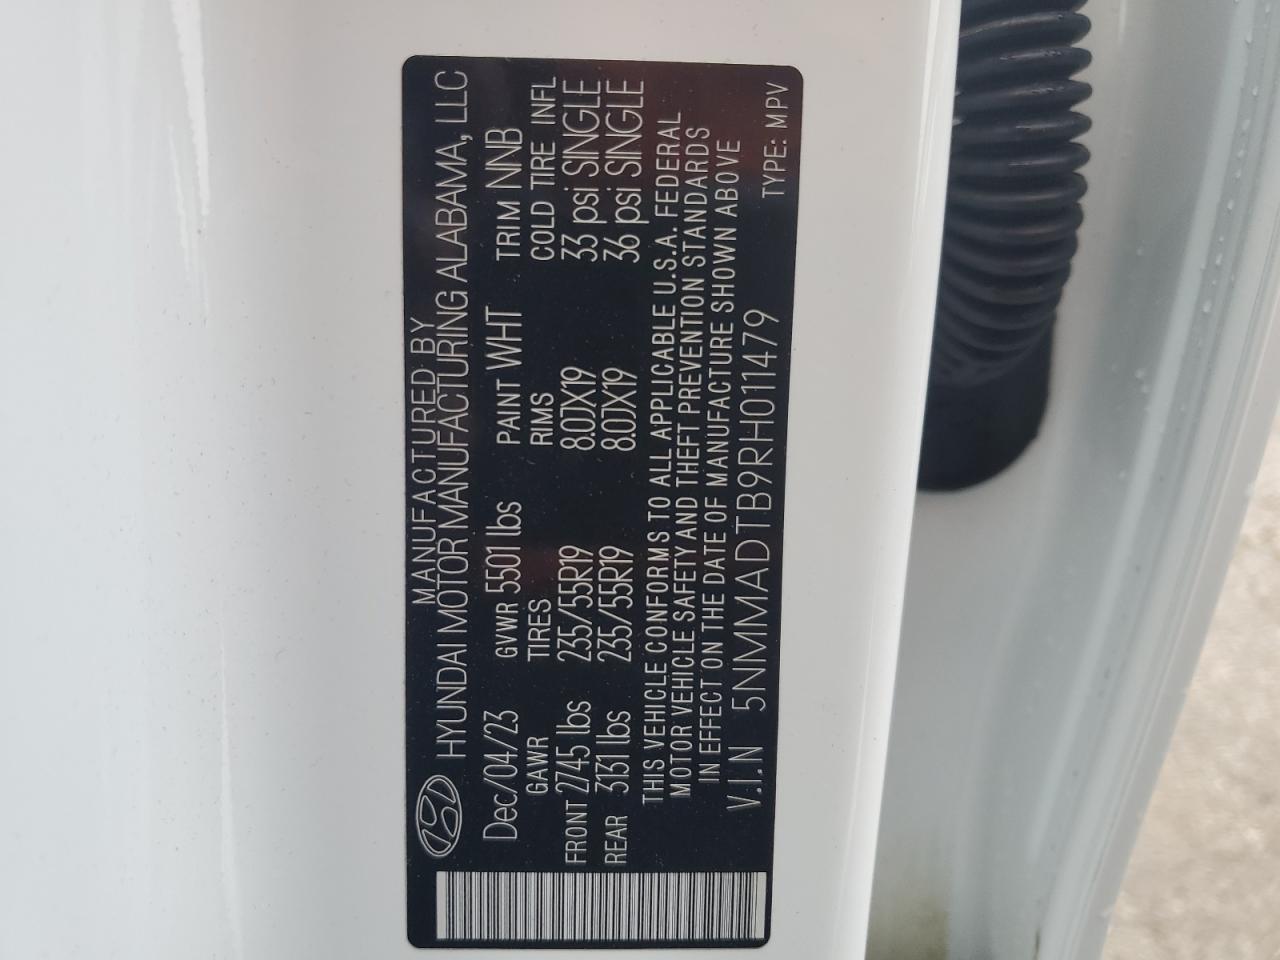 MANUFACTURED BY
HYUNDAI MOTOR MANUFACTURING ALABAMA, LLC
Dec/04/23 GVWR 5501 lbs PAINT WHT TRIM NNB
GAWR TIRES RIMS COLD TIRE INFL
FRONT 2745 lbs 235/55R19 8.0JX19 33 psi SINGLE
REAR 3131 lbs 235/55R19 8.0JX19 36 psi SINGLE
THIS VEHICLE CONFORMS TO ALL APPLICABLE U.S.A. FEDERAL
MOTOR VEHICLE SAFETY AND THEFT PREVENTION STANDARDS
IN EFFECT ON THE DATE OF MANUFACTURE SHOWN ABOVE
V.I.N 5NMMADTB9RH011479 TYPE: MPV